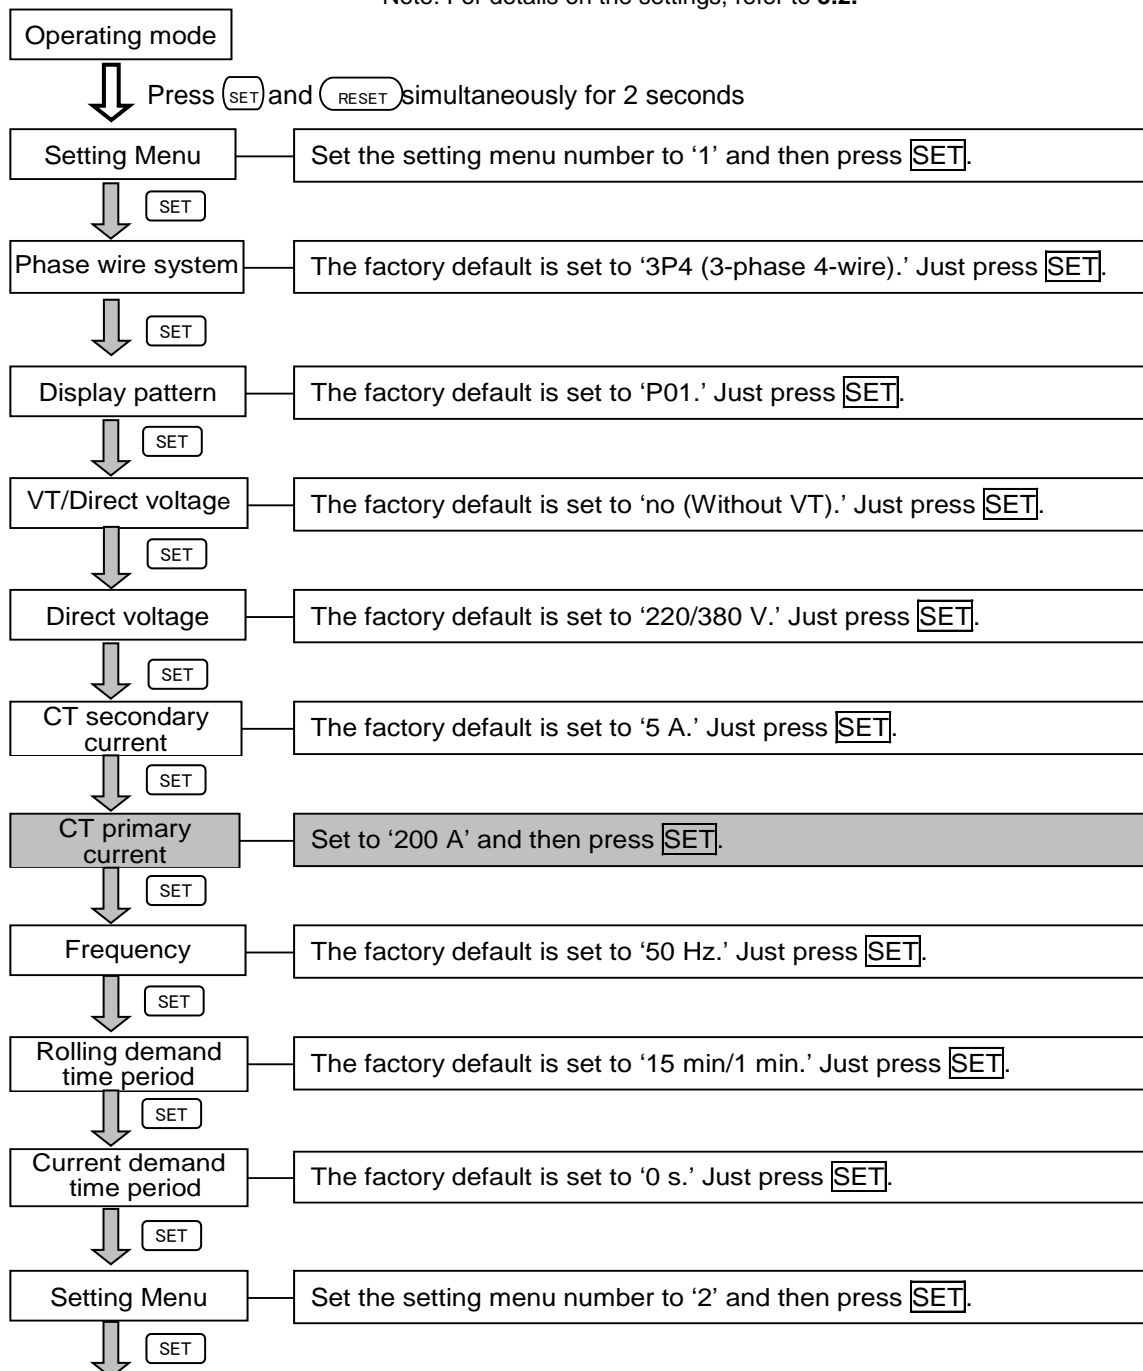 Note: For details on the settings, refer to 3.2.
Operating mode
Press SET and RESET simultaneously for 2 seconds
Setting Menu
Set the setting menu number to ‘1’ and then press SET.
SET
Phase wire system
The factory default is set to ‘3P4 (3-phase 4-wire).’ Just press SET.
SET
Display pattern
The factory default is set to ‘P01.’ Just press SET.
SET
VT/Direct voltage
The factory default is set to ‘no (Without VT).’ Just press SET.
SET
Direct voltage
The factory default is set to ‘220/380 V.’ Just press SET.
SET
CT secondary
current
The factory default is set to ‘5 A.’ Just press SET.
SET
CT primary
current
Set to ‘200 A’ and then press SET.
SET
Frequency
The factory default is set to ‘50 Hz.’ Just press SET.
SET
Rolling demand
time period
The factory default is set to ‘15 min/1 min.’ Just press SET.
SET
Current demand
time period
The factory default is set to ‘0 s.’ Just press SET.
SET
Setting Menu
Set the setting menu number to ‘2’ and then press SET.
SET